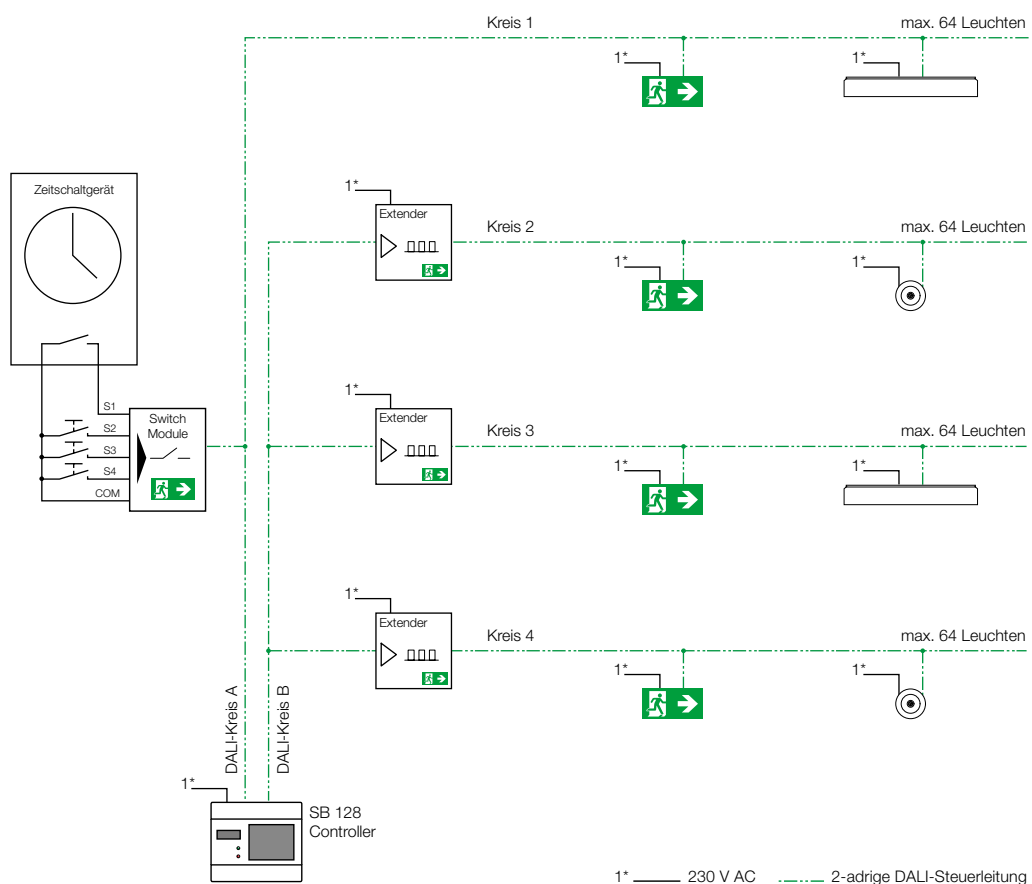 Kreis 1
max. 64 Leuchten
1*
1*
Zeitschaltgerät
1*
Extender
Kreis 2
max. 64 Leuchten
1*
1*
S1
S2
S3
S4
COM
Switch
Module
1*
Extender
Kreis 3
max. 64 Leuchten
1*
1*
1*
Extender
Kreis 4
max. 64 Leuchten
1*
1*
DALI-Kreis A
DALI-Kreis B
1*
SB 128
Controller
1* 230 V AC
2-adrige DALI-Steuerleitung